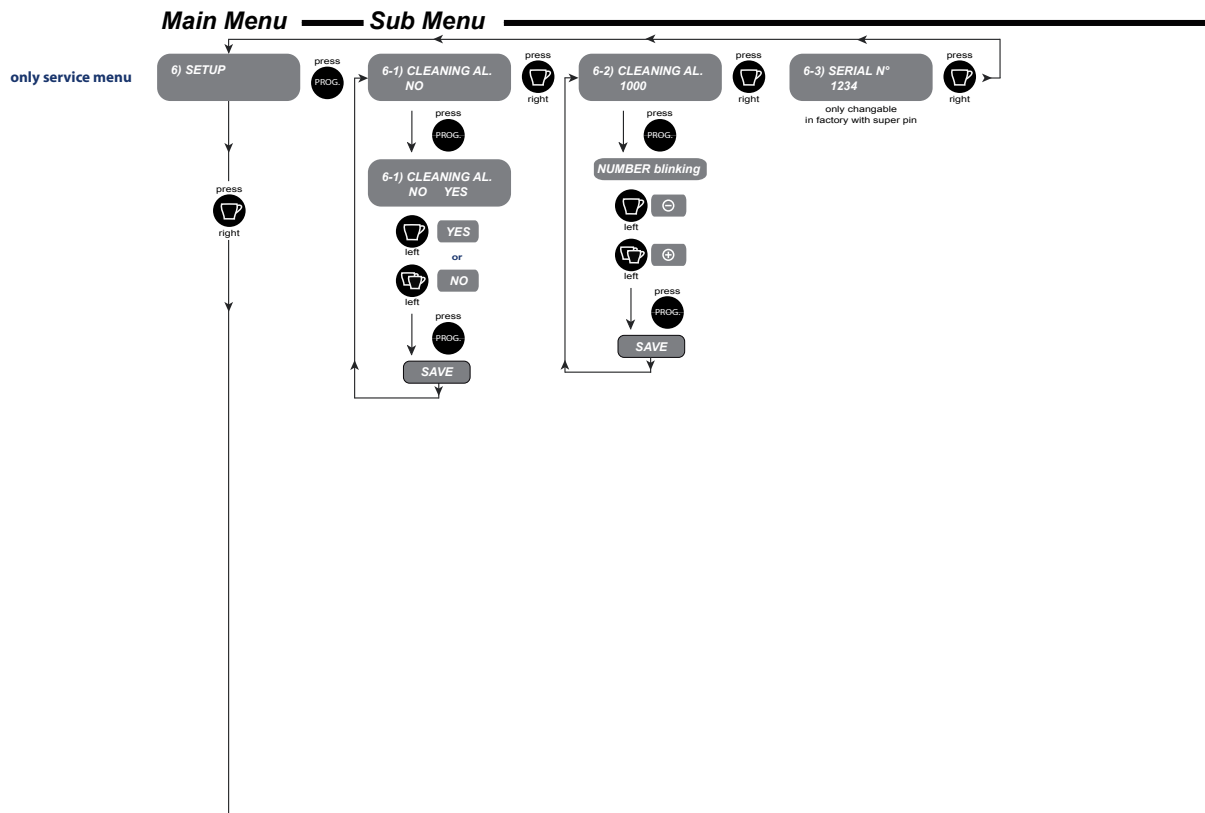 Main Menu Sub Menu
only service menu
6) SETUP
press
PROG.
6-1) CLEANING AL.
NO
press
right
6-2) CLEANING AL.
1000
press
right
6-3) SERIAL N°
1234
only changable
in factory with super pin
press
right
press
right
press
PROG.
6-1) CLEANING AL.
NO YES
left
YES
or
left
NO
press
PROG.
SAVE
press
PROG.
NUMBER blinking
left
⊖
left
⊕
press
PROG.
SAVE